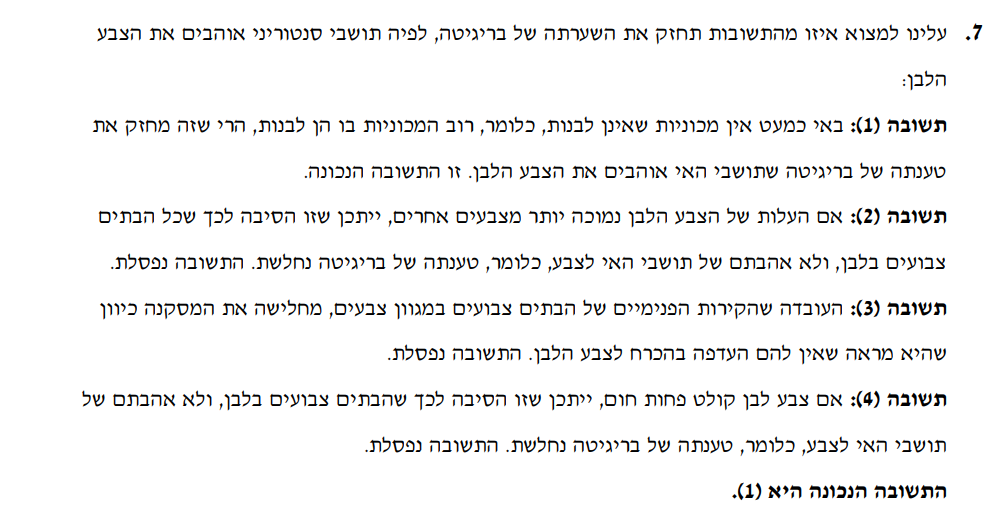 7. עלינו למצוא איזו מהתשובות תחזק את השערתה של בריגיטה, לפיה תושבי סנטוריני אוהבים את הצבע
הלבן:
תשובה (1): באי כמעט אין מכוניות שאינן לבנות, כלומר, רוב המכוניות בו הן לבנות, הרי שזה מחזק את
טענתה של בריגיטה שתושבי האי אוהבים את הצבע הלבן. זו התשובה הנכונה.
תשובה (2): אם העלות של הצבע הלבן נמוכה יותר מצבעים אחרים, ייתכן שזו הסיבה לכך שכל הבתים
צבועים בלבן, ולא אהבתם של תושבי האי לצבע, כלומר, טענתה של בריגיטה נחלשת. התשובה נפסלת.
תשובה (3): העובדה שהקירות הפנימיים של הבתים צבועים במגוון צבעים, מחלישה את המסקנה כיוון
שהיא מראה שאין להם העדפה בהכרח לצבע הלבן. התשובה נפסלת.
תשובה (4): אם צבע לבן קולט פחות חום, ייתכן שזו הסיבה לכך שהבתים צבועים בלבן, ולא אהבתם של
תושבי האי לצבע, כלומר, טענתה של בריגיטה נחלשת. התשובה נפסלת.
התשובה הנכונה היא (1).